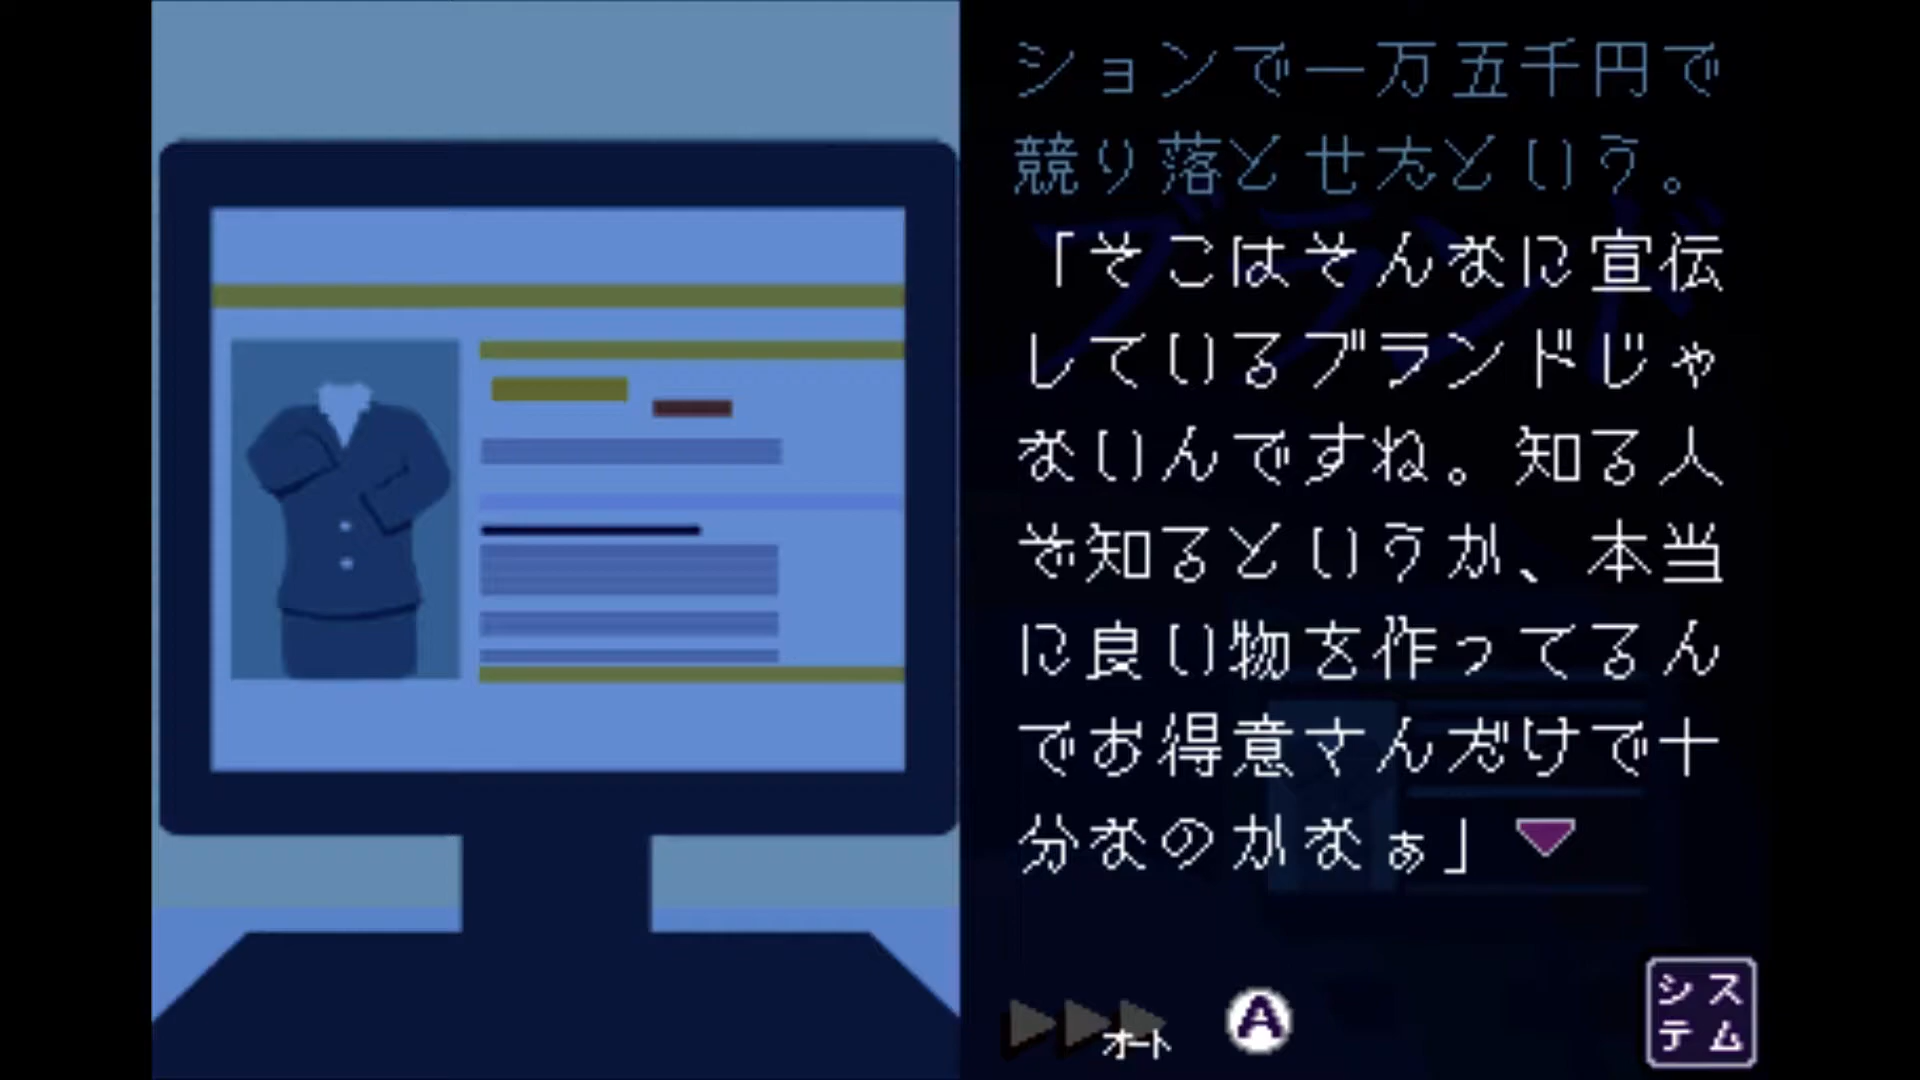 ションで一万五千円で
競り落とせたという。
「そこはそんなに宣伝
しているブランドじゃ
ないんですね。知る人
ぞ知るというか、本当
に良い物を作ってるん
でお得意さんだけで十
分なのかなぁ」
オート
A
システム
ブランド